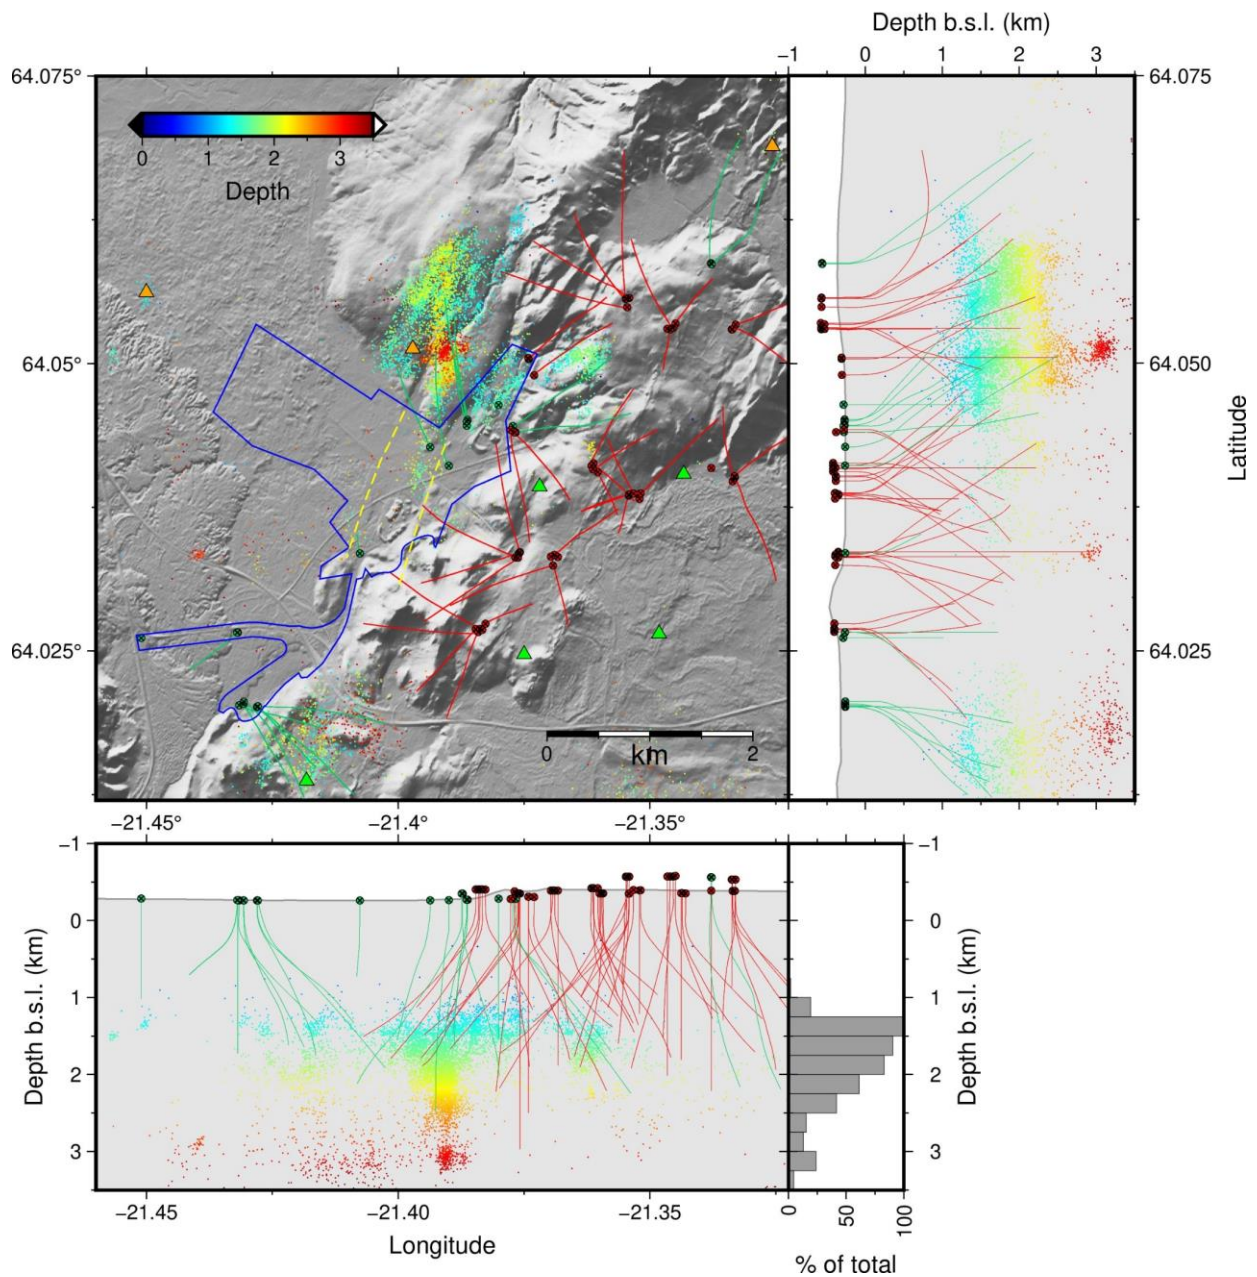 Depth b.s.l. (km)
−1 0 1 2 3
64.075° 64.075°
0 1 2 3
Depth
64.05° 64.050°
Latitude
64.025° 64.025°
0 2
km
−21.45° −21.4° −21.35°
−1 −1
0 −0
1 1
2 2
3 3
Depth b.s.l. (km)
Depth b.s.l. (km)
−21.45 −21.40 −21.35
0 50 100
Longitude
% of total